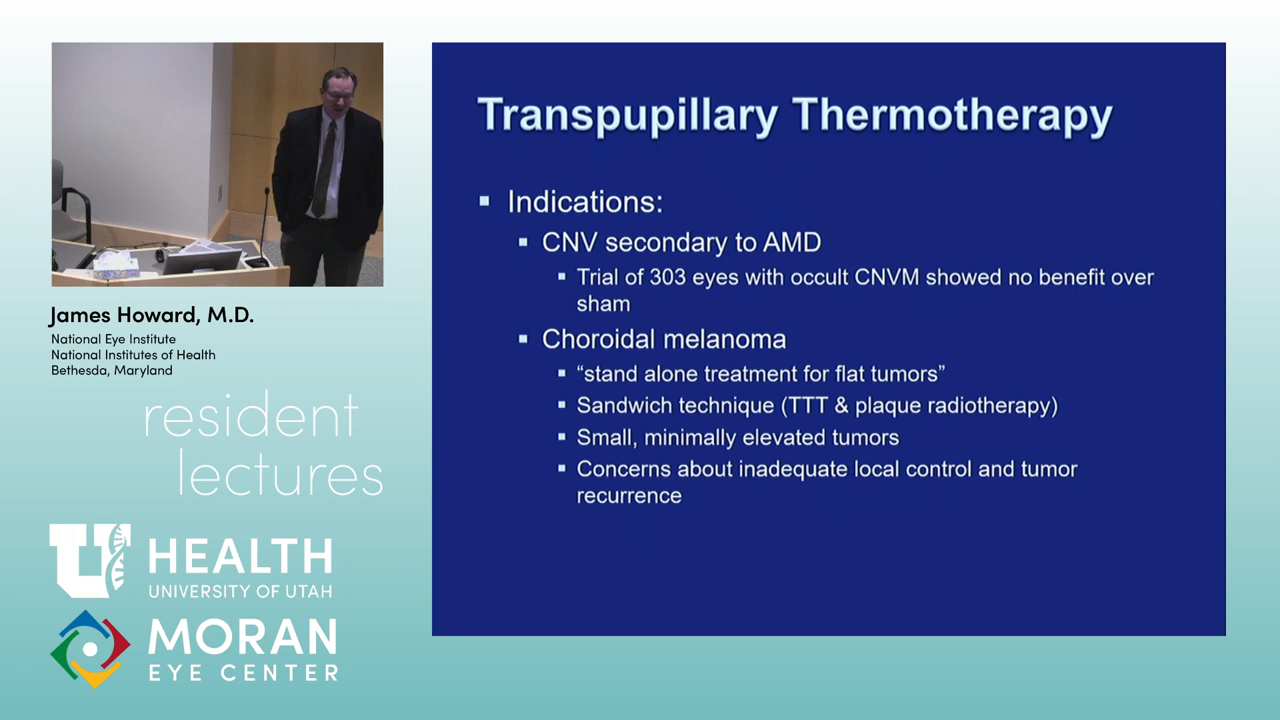 James Howard, M.D.
National Eye Institute
National Institutes of Health
Bethesda, Maryland
resident
lectures
U HEALTH
UNIVERSITY OF UTAH
MORAN
EYE CENTER
Transpupillary Thermotherapy
Indications:
CNV secondary to AMD
Trial of 303 eyes with occult CNVM showed no benefit over
sham
Choroidal melanoma
“stand alone treatment for flat tumors”
Sandwich technique (TTT & plaque radiotherapy)
Small, minimally elevated tumors
Concerns about inadequate local control and tumor
recurrence